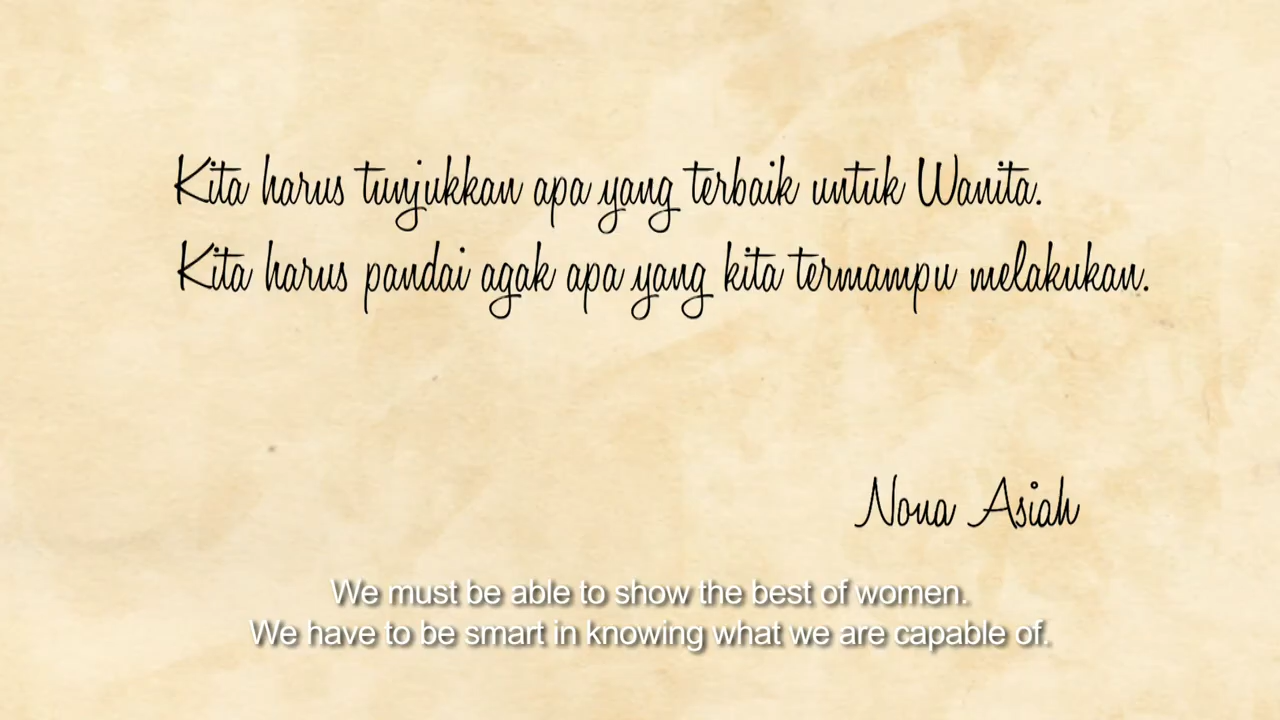 Kita harus tunjukkan apa yang terbaik untuk Wanita.
Kita harus pandai agak apa yang kita termampu melakukan.
Nona Asiah
We must be able to show the best of women.
We have to be smart in knowing what we are capable of.